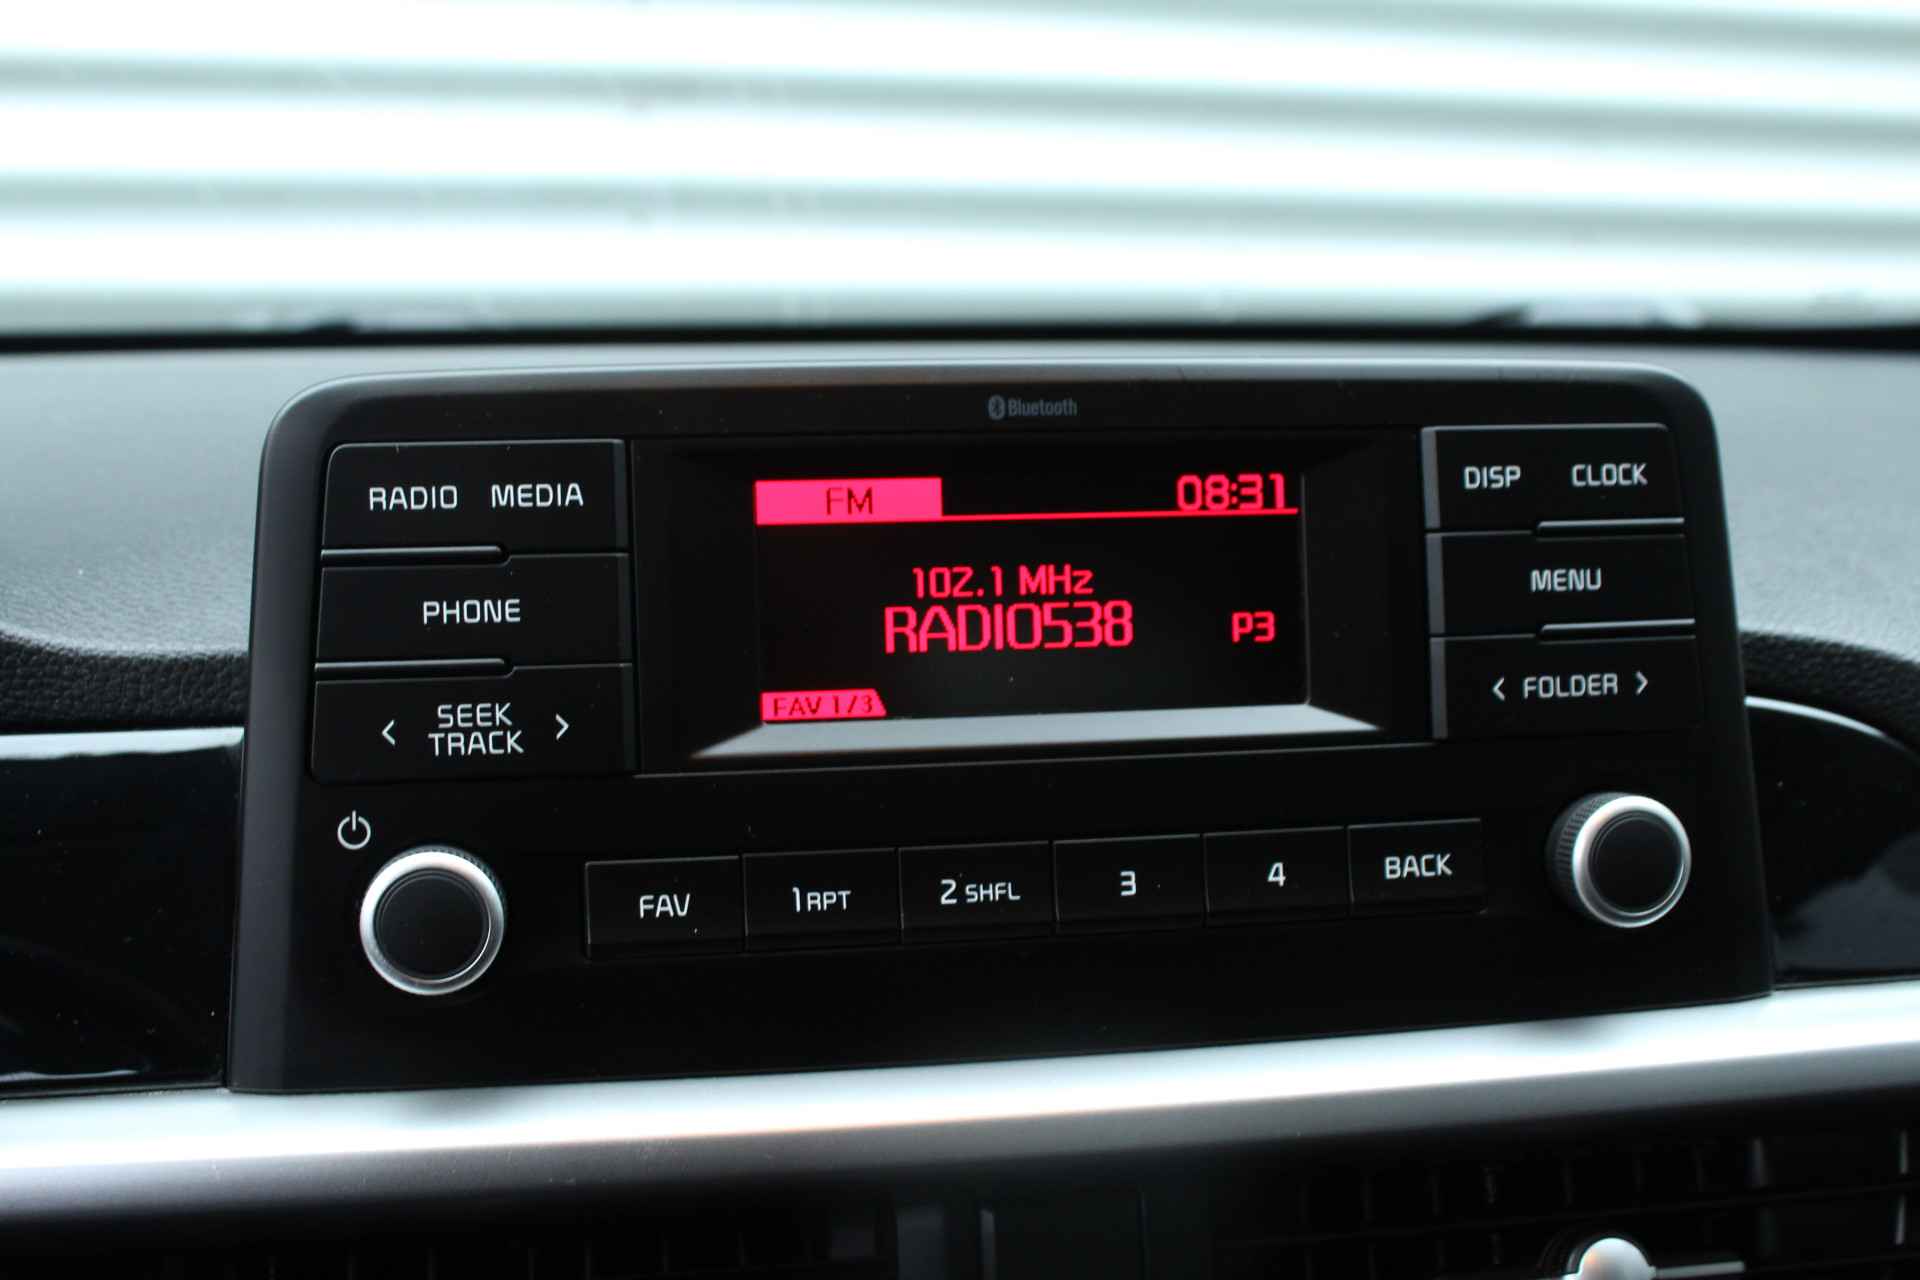 Bluetooth
RADIO MEDIA
PHONE
< SEEK TRACK >
FM 08:31
102.1 MHz
RADIO538 P3
FAV 1/3
DISP CLOCK
MENU
< FOLDER >
FAV 1 RPT 2 SHFL 3 4 BACK